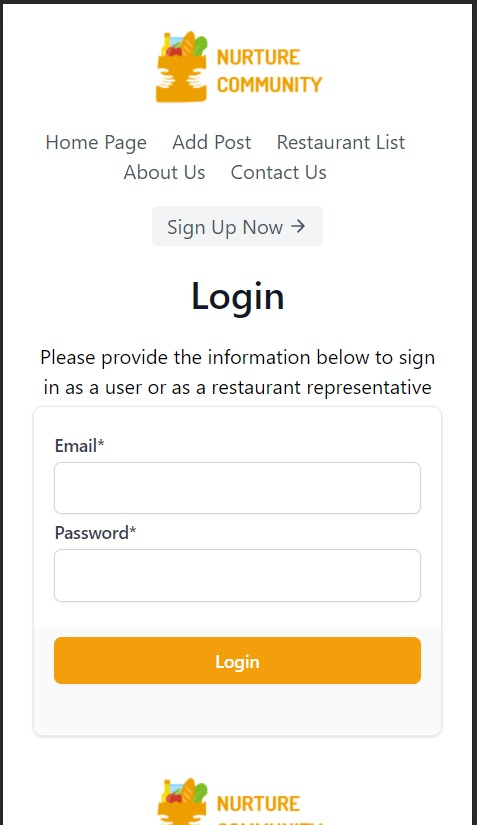 NURTURE
COMMUNITY
Home Page Add Post Restaurant List
About Us Contact Us
Sign Up Now →
Login
Please provide the information below to sign
in as a user or as a restaurant representative
Email*
Password*
Login
NURTURE
COMMUNITY